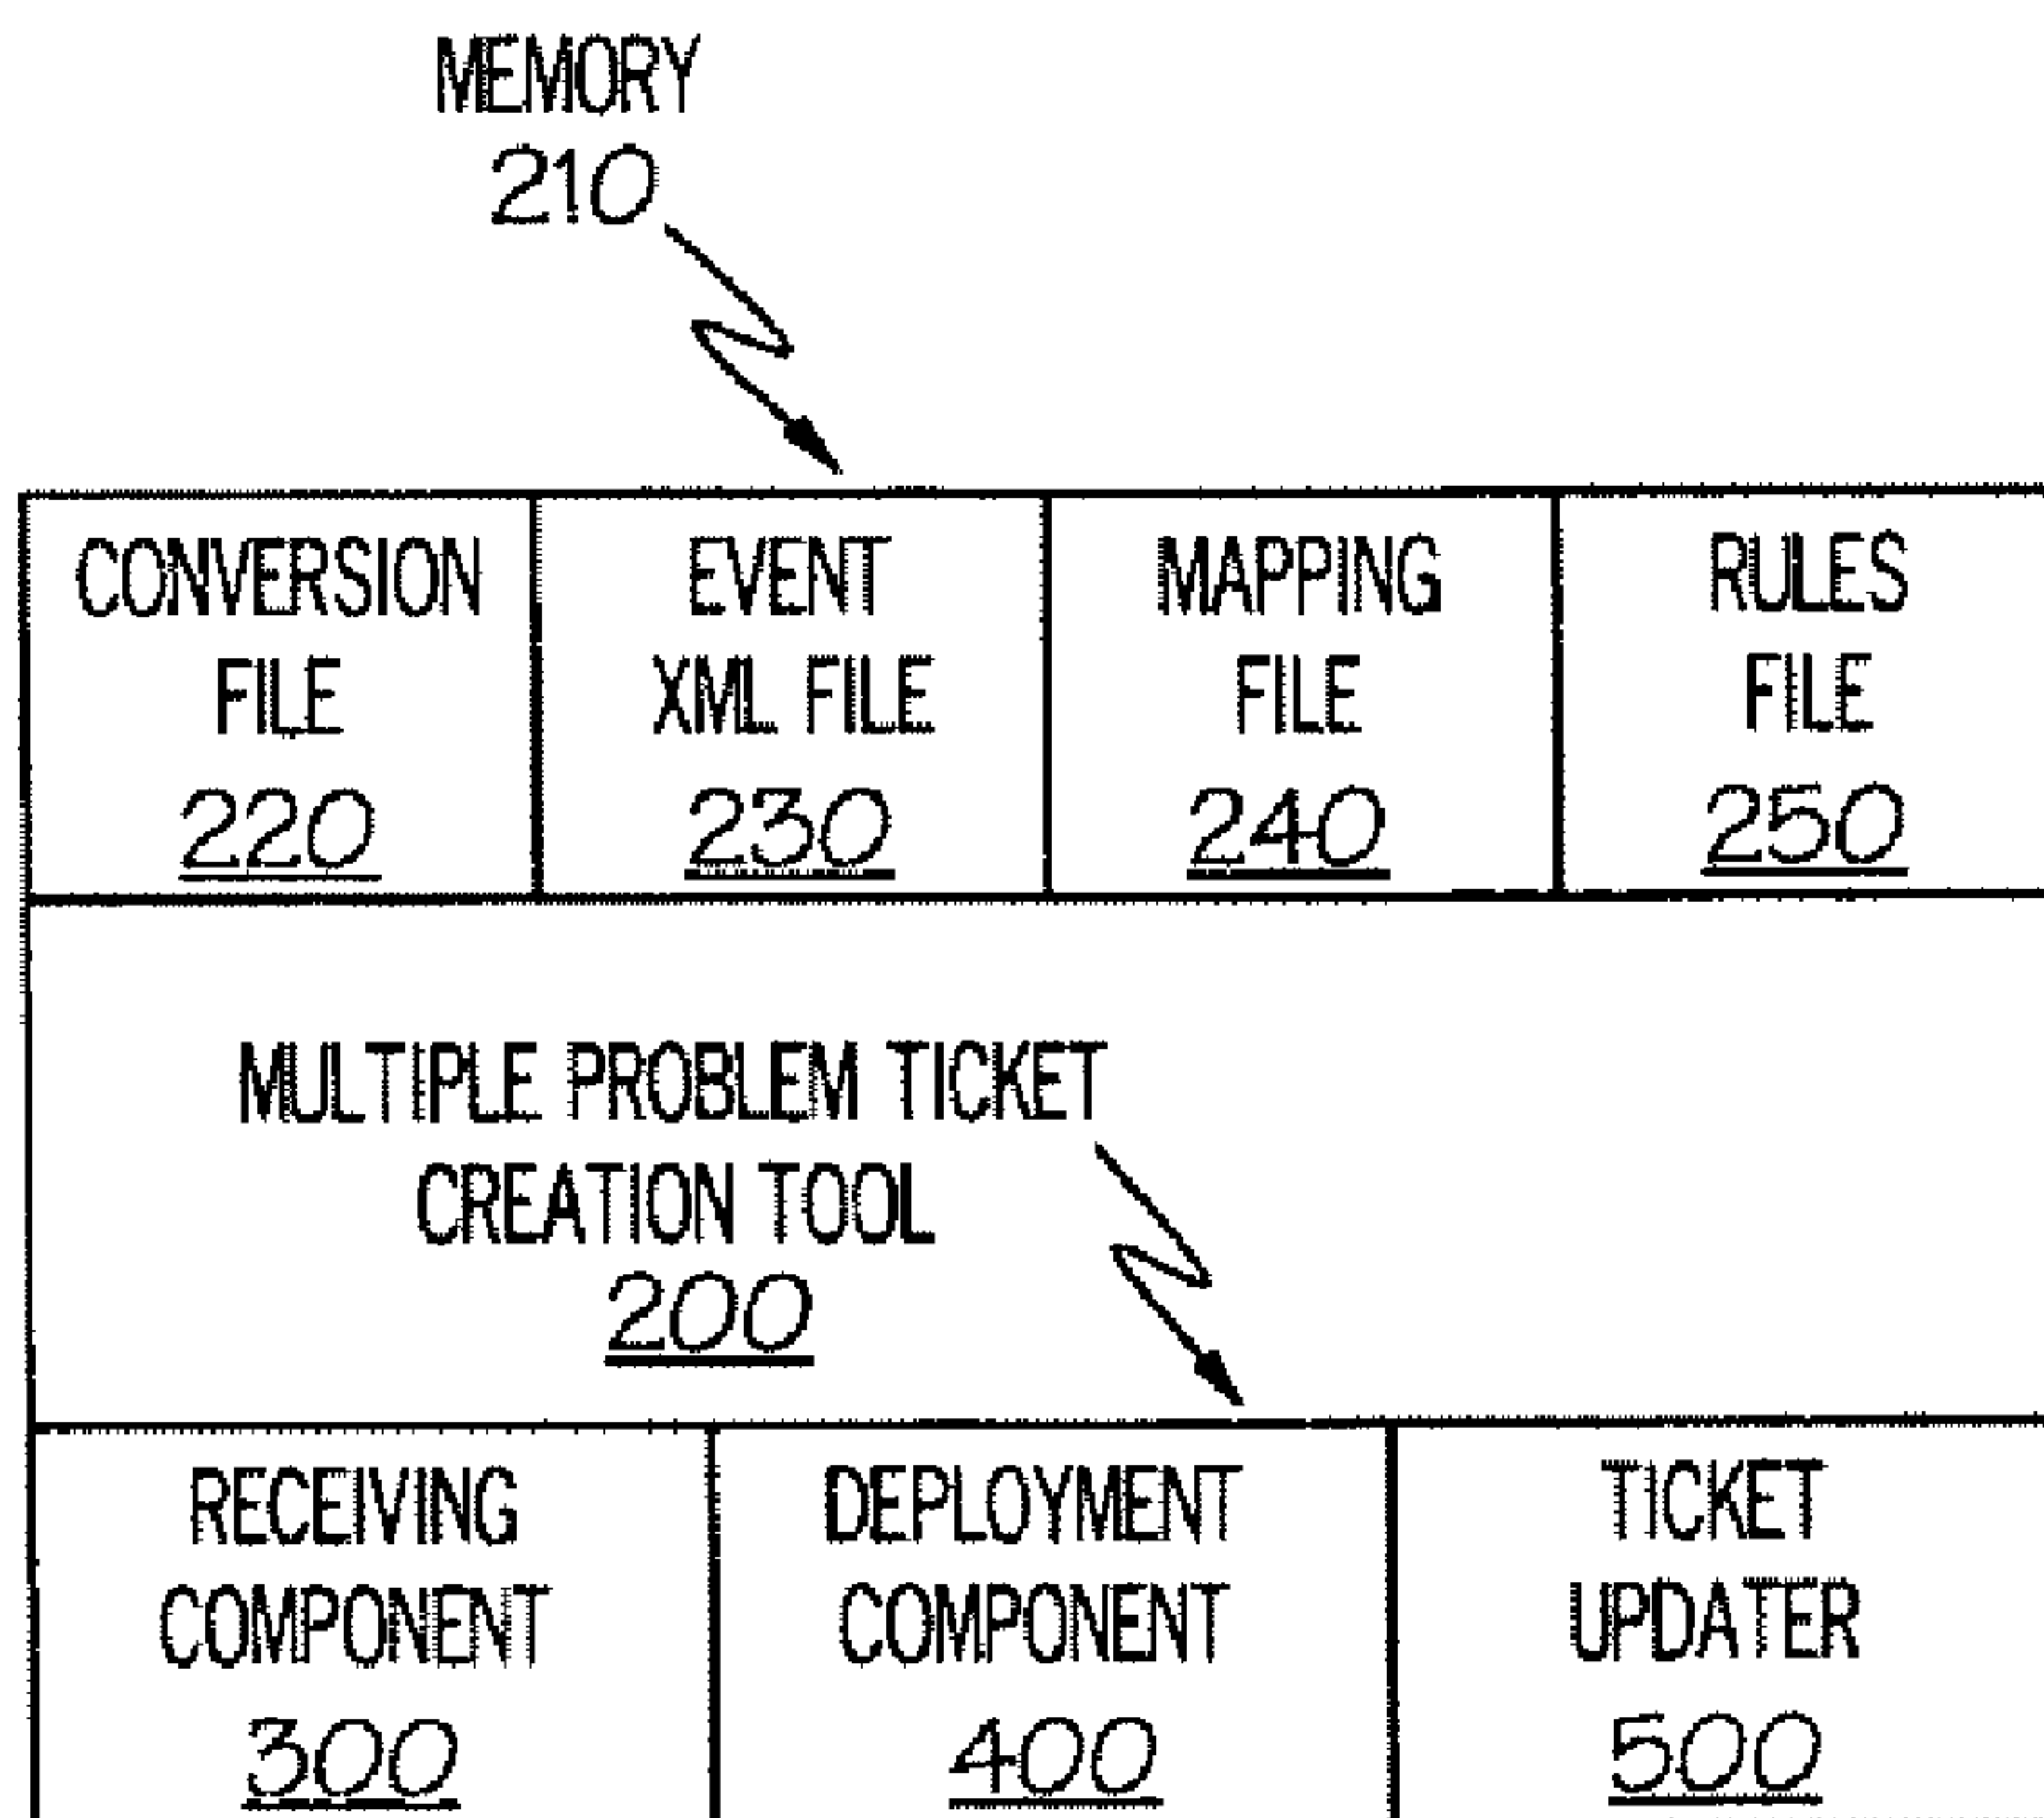 MEMORY
210
CONVERSION
FILE
220
EVENT
XML FILE
230
MAPPING
FILE
240
RULES
FILE
250
MULTIPLE PROBLEM TICKET
CREATION TOOL
200
RECEIVING
COMPONENT
300
DEPLOYMENT
COMPONENT
400
TICKET
UPDATER
500